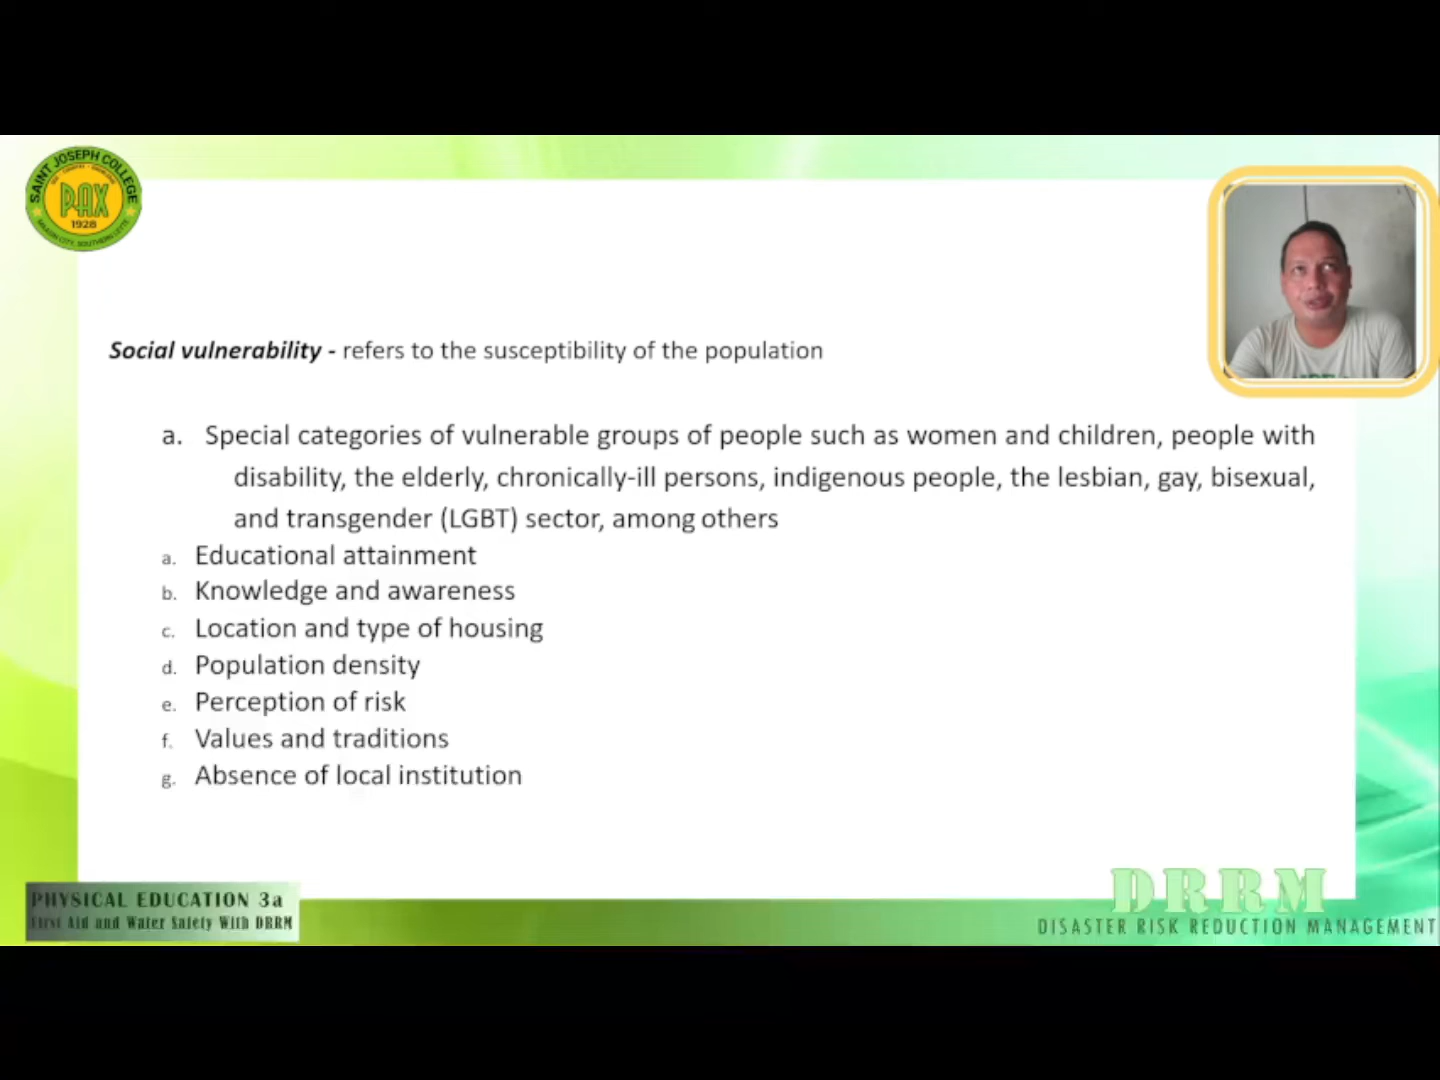 SAINT JOSEPH COLLEGE
PAX
1928
Social vulnerability - refers to the susceptibility of the population
a. Special categories of vulnerable groups of people such as women and children, people with
disability, the elderly, chronically-ill persons, indigenous people, the lesbian, gay, bisexual,
and transgender (LGBT) sector, among others
a. Educational attainment
b. Knowledge and awareness
c. Location and type of housing
d. Population density
e. Perception of risk
f. Values and traditions
g. Absence of local institution
PHYSICAL EDUCATION 3a
First Aid and Water Safety With DRRM
DRRM
DISASTER RISK REDUCTION MANAGEMENT